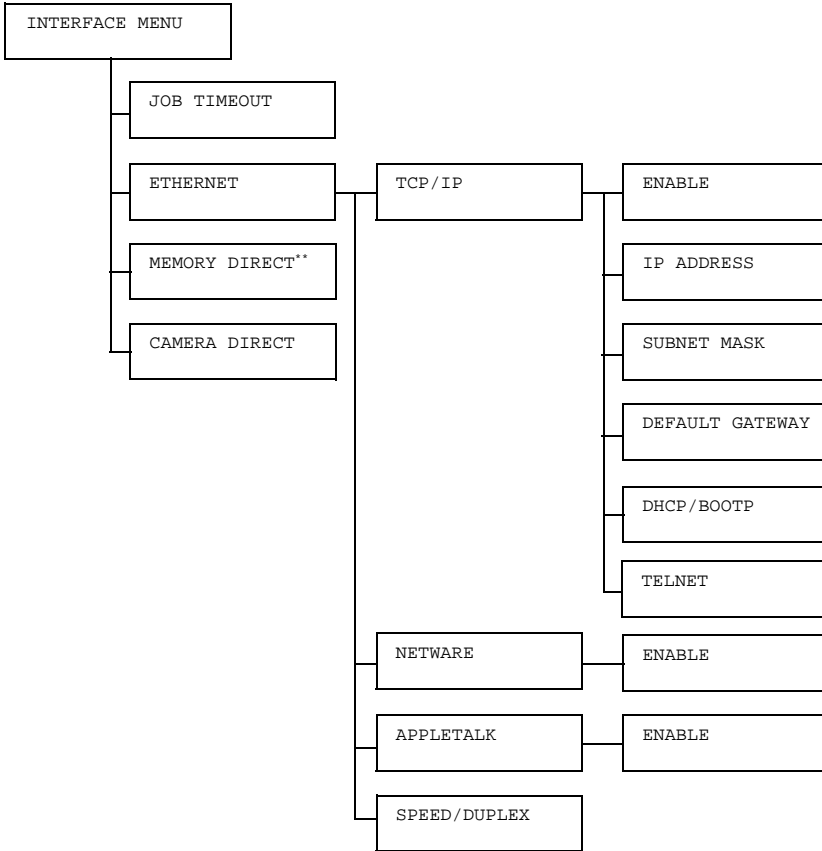 INTERFACE MENU
JOB TIMEOUT
ETHERNET
TCP/IP
ENABLE
MEMORY DIRECT**
IP ADDRESS
CAMERA DIRECT
SUBNET MASK
DEFAULT GATEWAY
DHCP/BOOTP
TELNET
NETWARE
ENABLE
APPLETALK
ENABLE
SPEED/DUPLEX